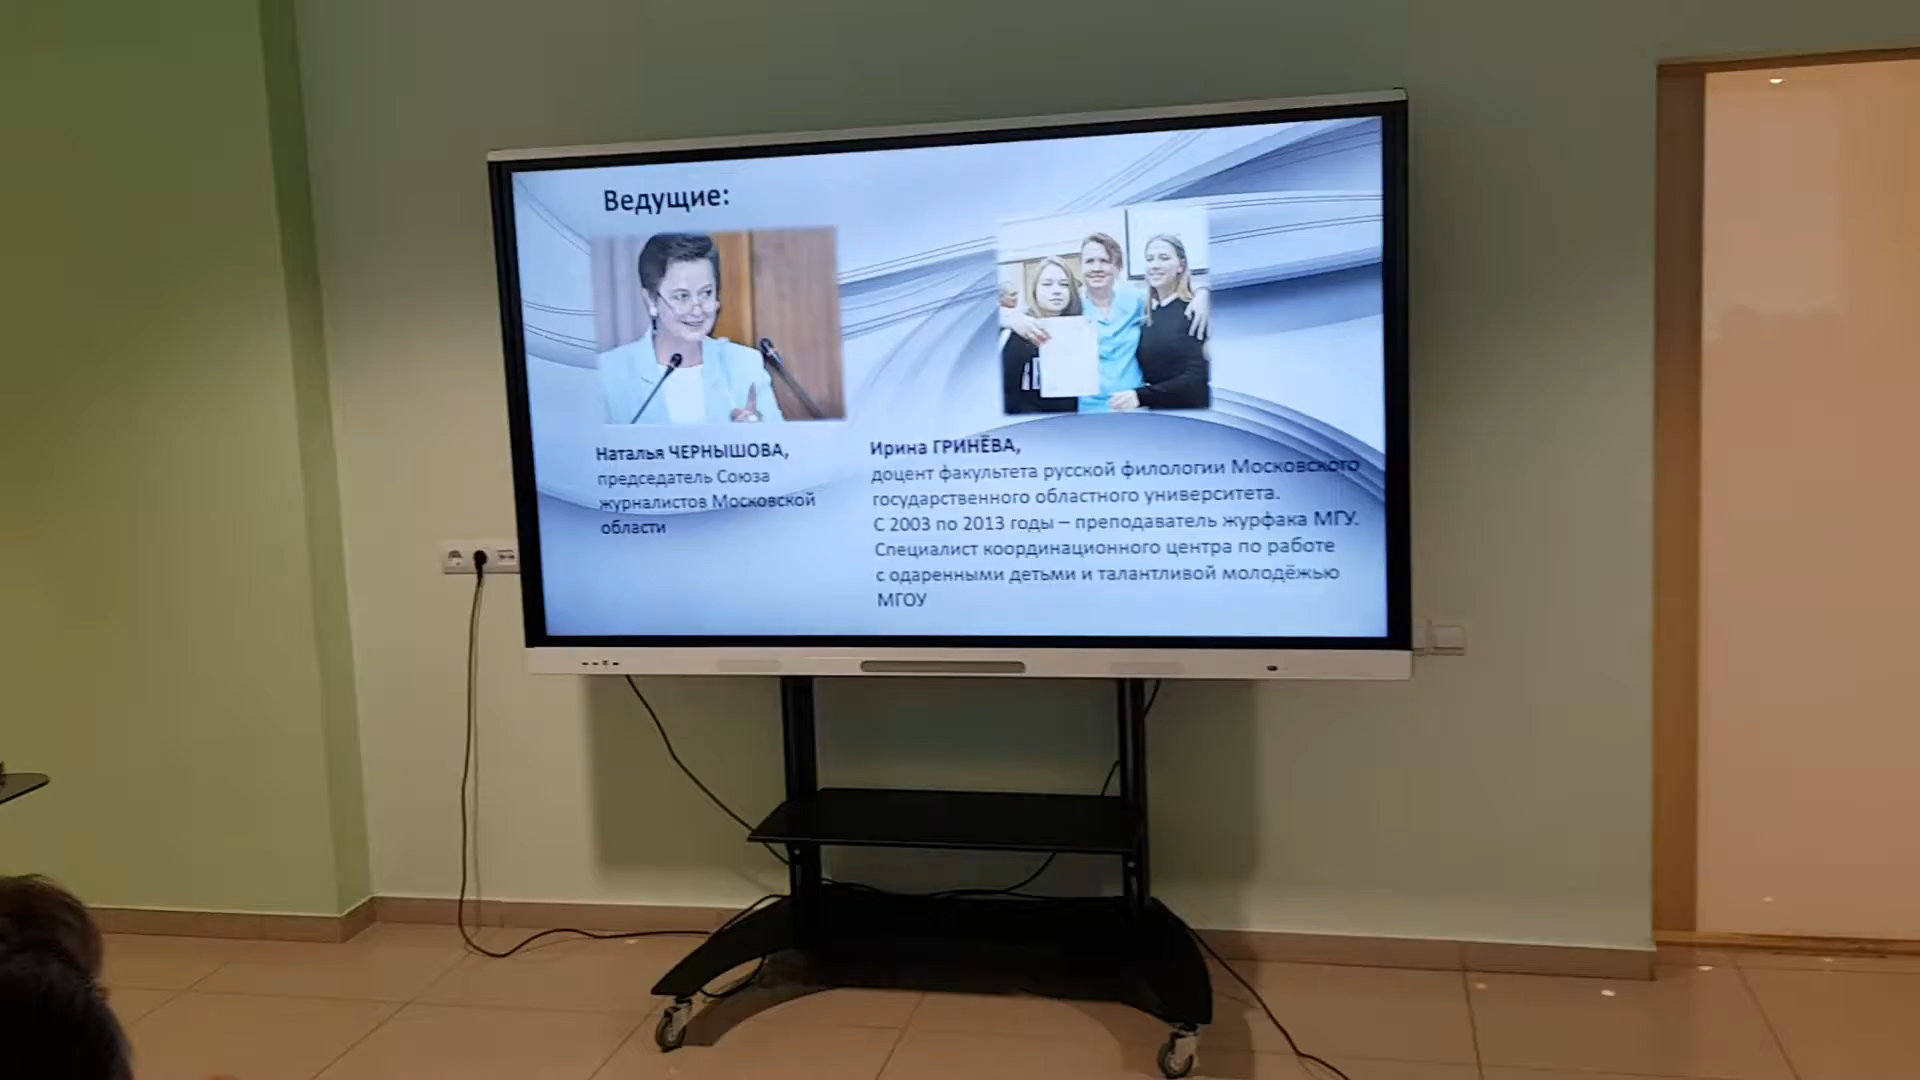 Ведущие:
Наталья ЧЕРНЫШОВА,
председатель Союза
журналистов Московской
области
Ирина ГРИНЁВА,
доцент факультета русской филологии Московского
государственного областного университета.
С 2003 по 2013 годы – преподаватель журфака МГУ.
Специалист координационного центра по работе
с одаренными детьми и талантливой молодёжью
МГОУ